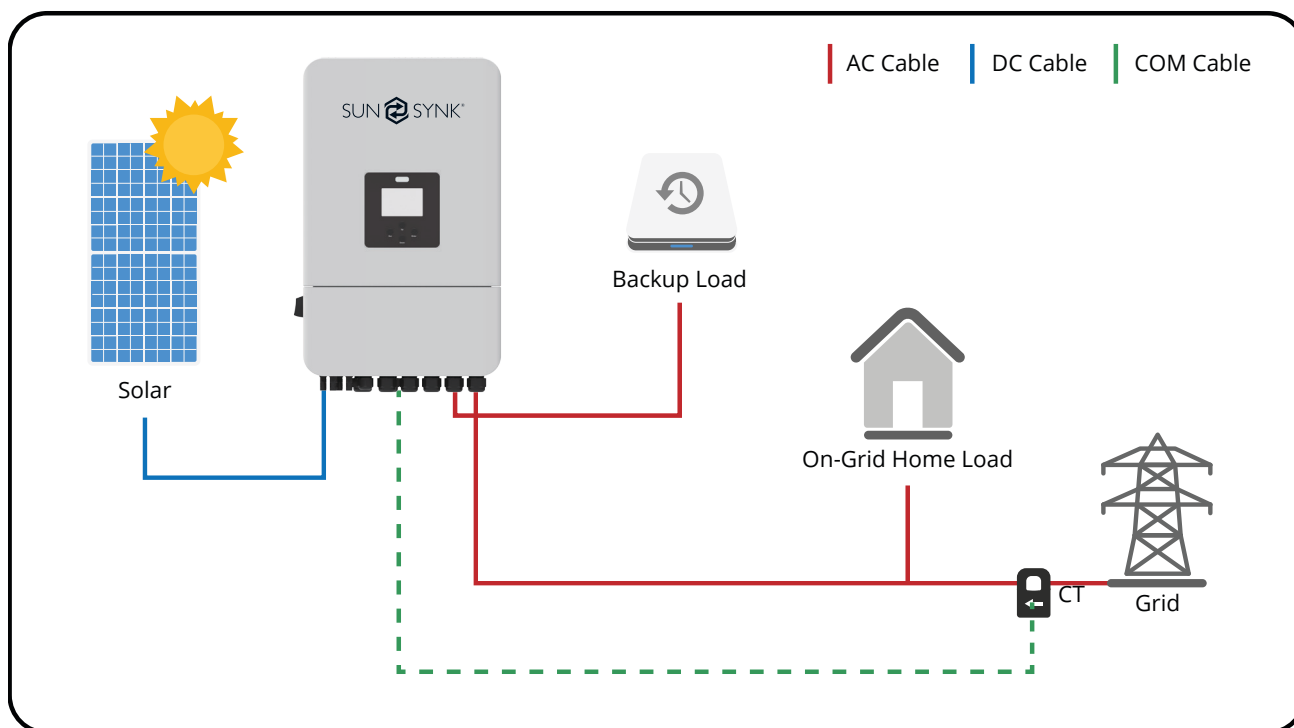 AC Cable
DC Cable
COM Cable
SUN SYNK®
Backup Load
Solar
On-Grid Home Load
CT
Grid